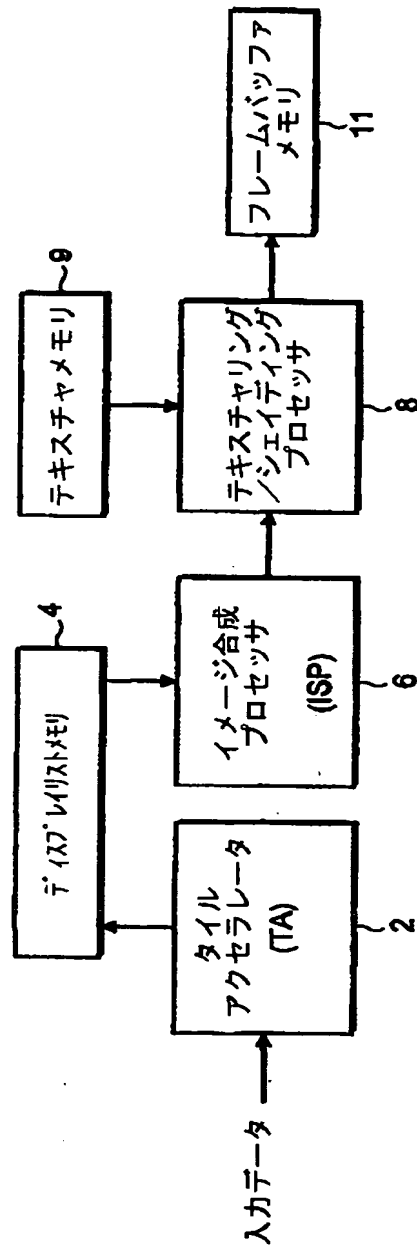 入力データ
タイル
アクセラレータ
(TA)
2
ディスプレイリストメモリ
4
イメージ合成
プロセッサ
(ISP)
6
テキスチャメモリ
9
テキスチャリング
/シェイディング
プロセッサ
8
フレームバッファ
メモリ
11